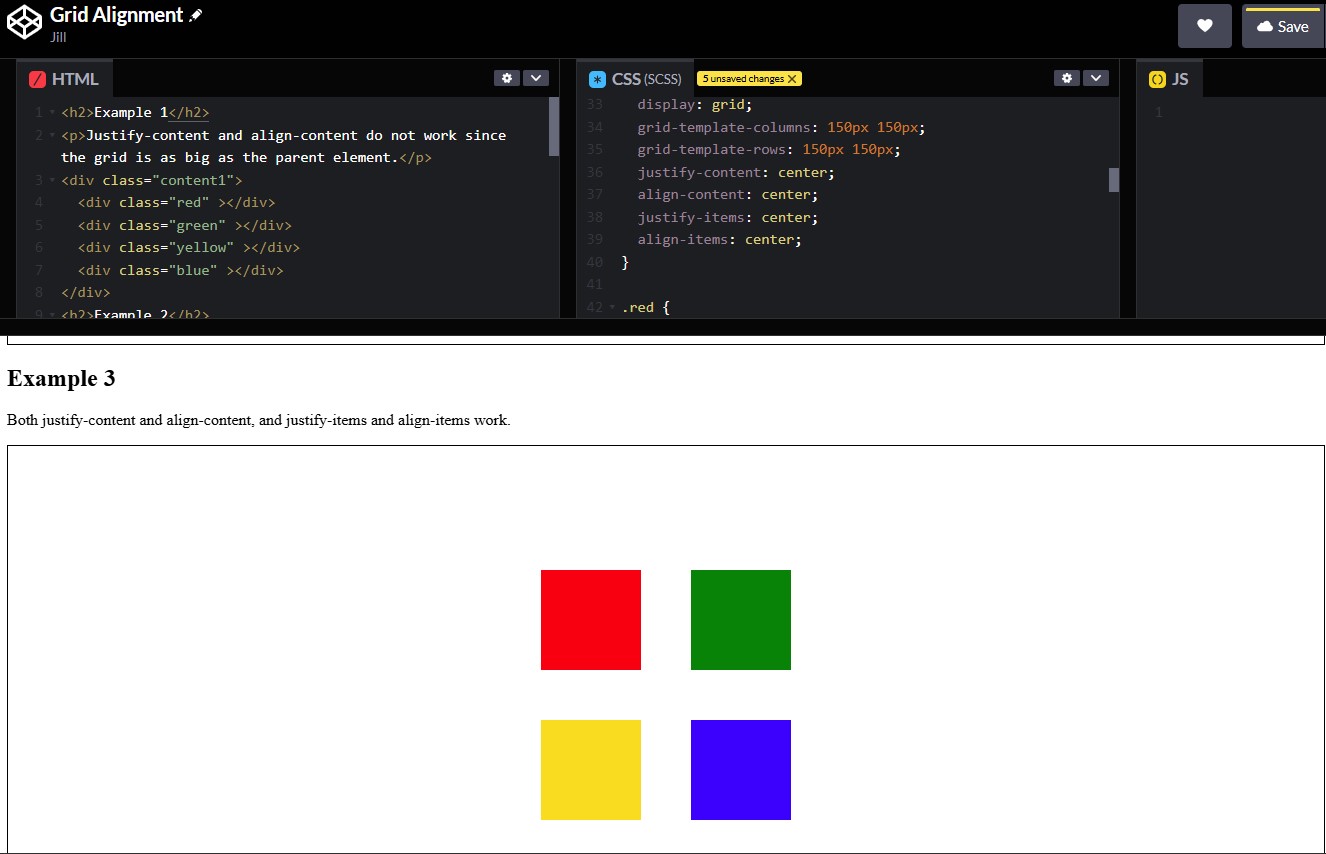 Grid Alignment
Jill
Save
HTML
1 <h2>Example 1</h2>
2 <p>Justify-content and align-content do not work since
the grid is as big as the parent element.</p>
3 <div class="content1">
4 <div class="red" ></div>
5 <div class="green" ></div>
6 <div class="yellow" ></div>
7 <div class="blue" ></div>
8 </div>
9 <h2>Example 2</h2>
CSS (SCSS) 5 unsaved changes X
33 display: grid;
34 grid-template-columns: 150px 150px;
35 grid-template-rows: 150px 150px;
36 justify-content: center;
37 align-content: center;
38 justify-items: center;
39 align-items: center;
40 }
41
42 .red {
JS
1
Example 3
Both justify-content and align-content, and justify-items and align-items work.